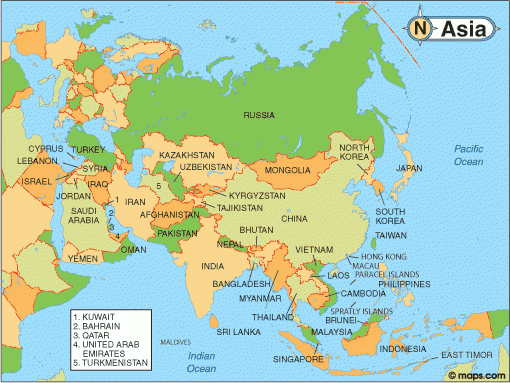 N Asia
RUSSIA
Pacific
Ocean
CYPRUS
TURKEY
LEBANON
SYRIA
ISRAEL
IRAQ
JORDAN
SAUDI
ARABIA
YEMEN
OMAN
1
2
3
4
5
KAZAKHSTAN
UZBEKISTAN
MONGOLIA
NORTH
KOREA
JAPAN
KYRGYZSTAN
TAJIKISTAN
IRAN
AFGHANISTAN
PAKISTAN
CHINA
SOUTH
KOREA
TAIWAN
NEPAL
BHUTAN
INDIA
BANGLADESH
MYANMAR
THAILAND
VIETNAM
LAOS
CAMBODIA
HONG KONG
MACAU
PARACEL ISLANDS
PHILIPPINES
SPRATLY ISLANDS
BRUNEI
MALAYSIA
SRI LANKA
MALDIVES
Indian
Ocean
SINGAPORE
INDONESIA
EAST TIMOR
1. KUWAIT
2. BAHRAIN
3. QATAR
4. UNITED ARAB
EMIRATES
5. TURKMENISTAN
© maps.com